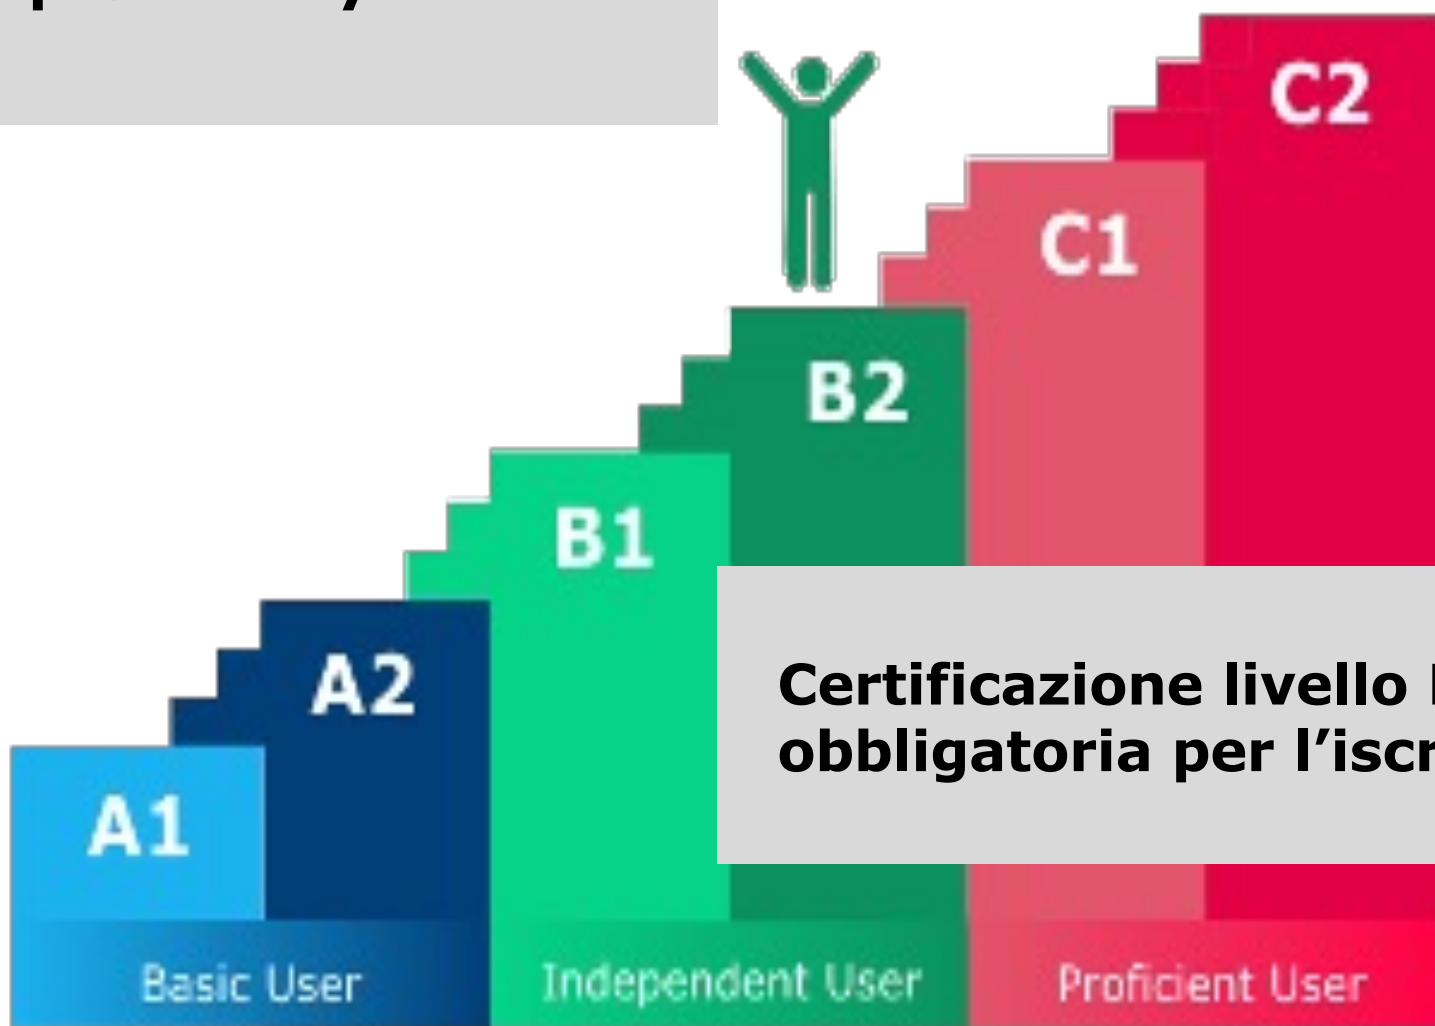 C2
C1
B2
B1
Certificazione livello
obbligatoria per l’iscr
A2
A1
Basic User
Independent User
Proficient User